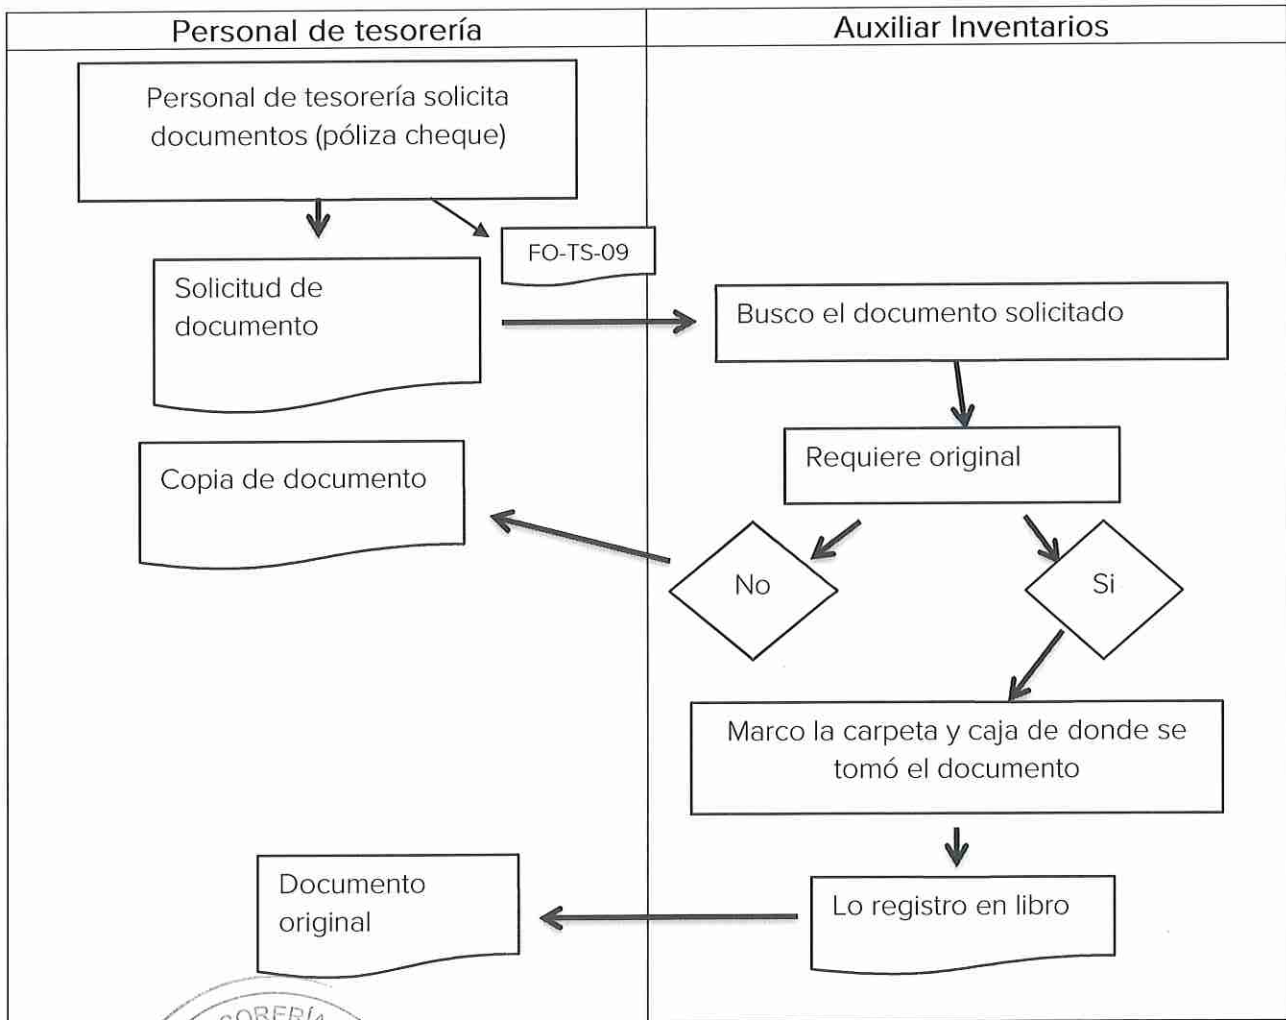 Personal de tesorería
Auxiliar Inventarios
Personal de tesorería solicita
documentos (póliza cheque)
FO-TS-09
Solicitud de
documento
Busco el documento solicitado
Requiere original
Copia de documento
No
Si
Marco la carpeta y caja de donde se
tomó el documento
Documento
original
Lo registro en libro